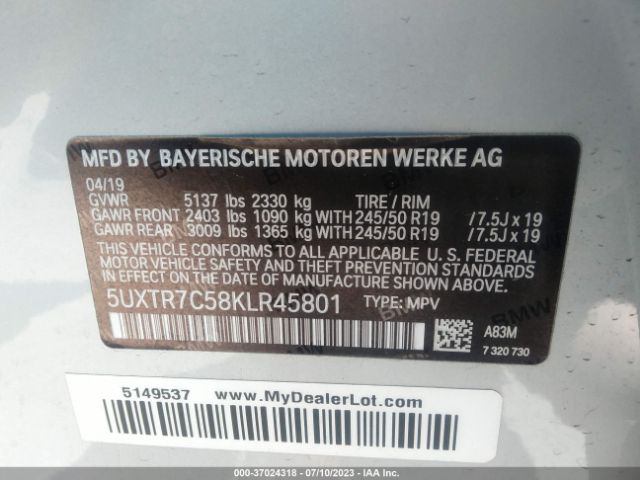 MFD BY BAYERISCHE MOTOREN WERKE AG
04/19
GVWR 5137 lbs 2330 kg TIRE / RIM
GAWR FRONT 2403 lbs 1090 kg WITH 245/50 R19 /7.5J x 19
GAWR REAR 3009 lbs 1365 kg WITH 245/50 R19 /7.5J x 19
THIS VEHICLE CONFORMS TO ALL APPLICABLE U. S. FEDERAL
MOTOR VEHICLE SAFETY AND THEFT PREVENTION STANDARDS
IN EFFECT ON THE DATE OF MANUFACTURE SHOWN ABOVE.
5UXTR7C58KLR45801 TYPE: MPV
A83M
7 320 730
5149537 www.MyDealerLot.com
000-37024318 - 07/10/2023 - IAA Inc.